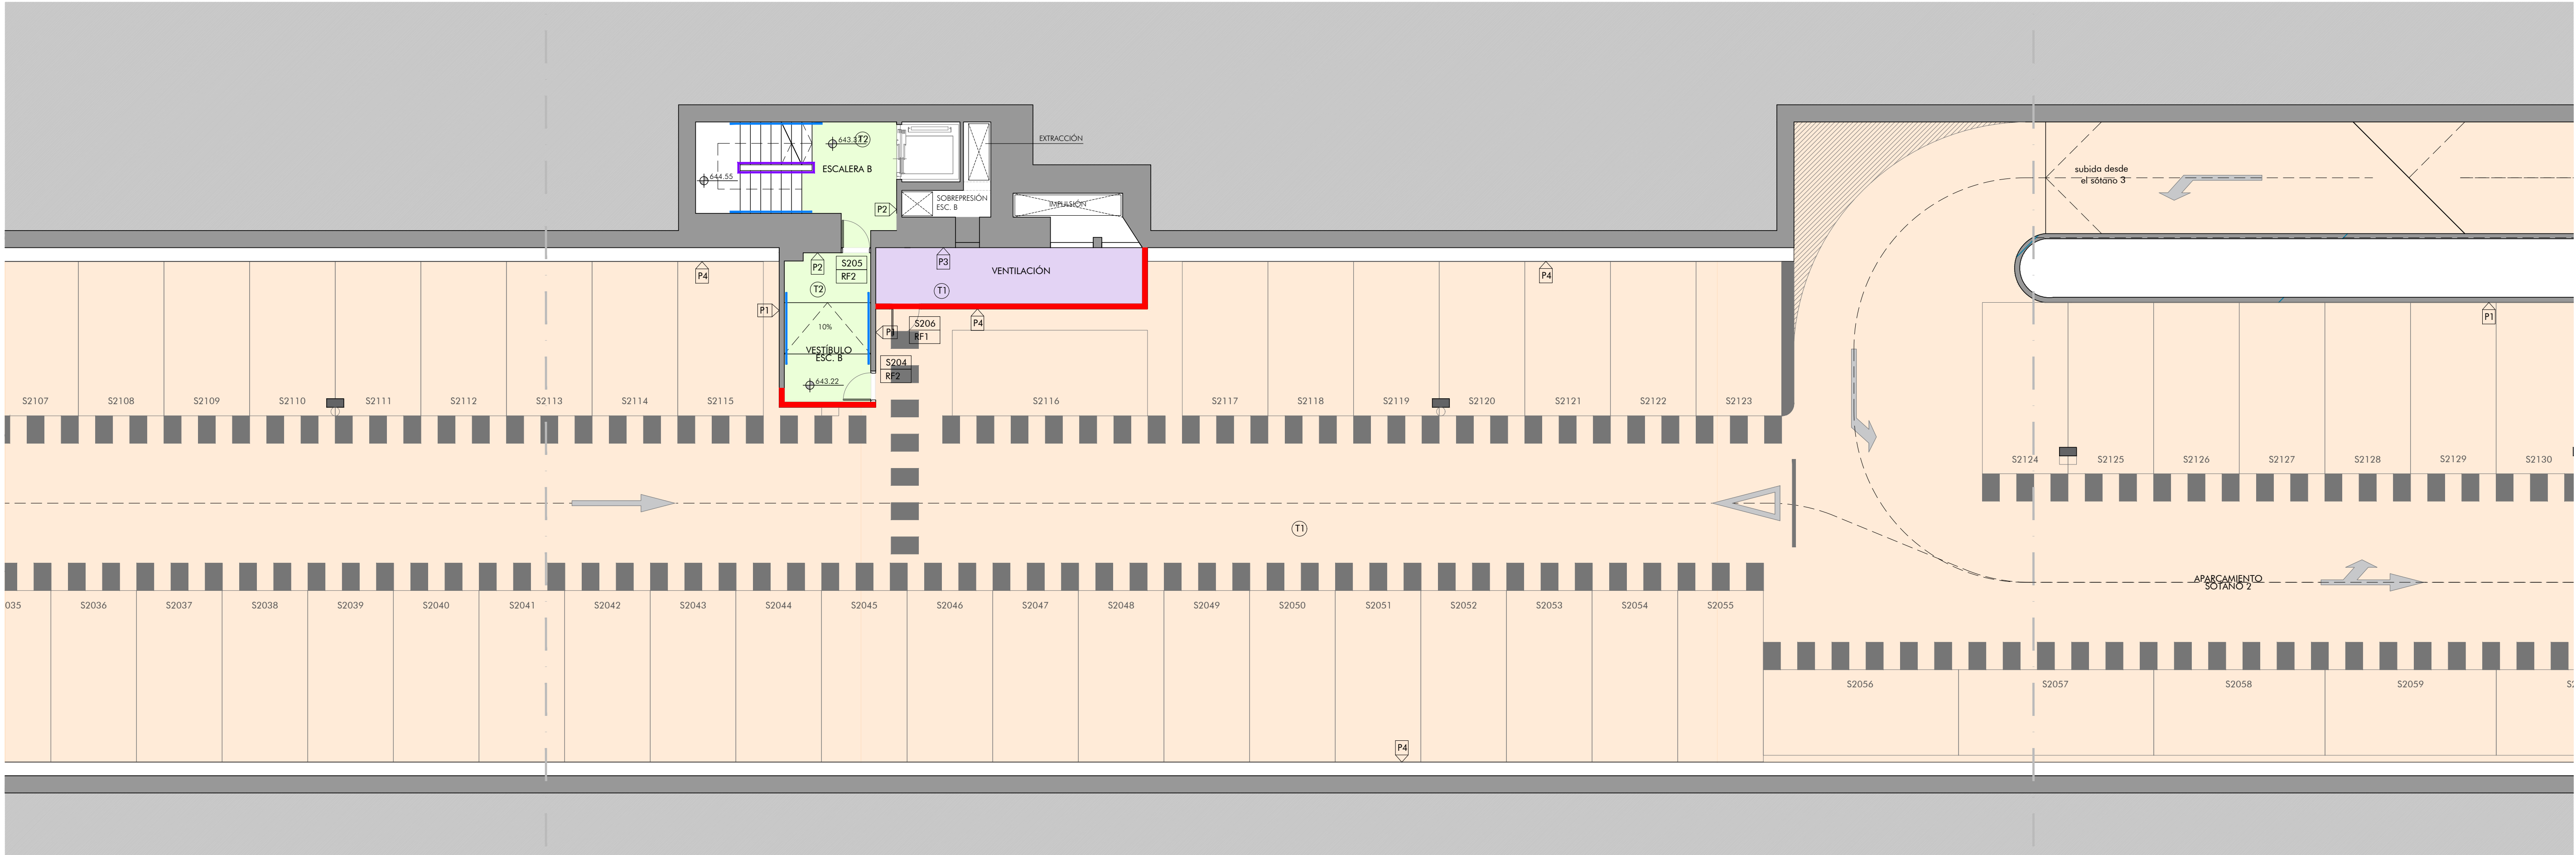 EXTRACCIÓN
T2
ESCALERA B
644.55
subida desde
el sótano 3
P2
SOBREPRESIÓN
ESC. B
IMPULSIÓN
P4
P2
S205
RF2
P3
VENTILACIÓN
P4
T2
T1
P1
10%
P1
S206
RF1
P4
P1
VESTÍBULO
ESC. B
S204
RF2
643.22
S2107
S2108
S2109
S2110
S2111
S2112
S2113
S2114
S2115
S2116
S2117
S2118
S2119
S2120
S2121
S2122
S2123
S2124
S2125
S2126
S2127
S2128
S2129
S2130
T1
APARCAMIENTO
SOTANO 2
035
S2036
S2037
S2038
S2039
S2040
S2041
S2042
S2043
S2044
S2045
S2046
S2047
S2048
S2049
S2050
S2051
S2052
S2053
S2054
S2055
S2056
S2057
S2058
S2059
P4